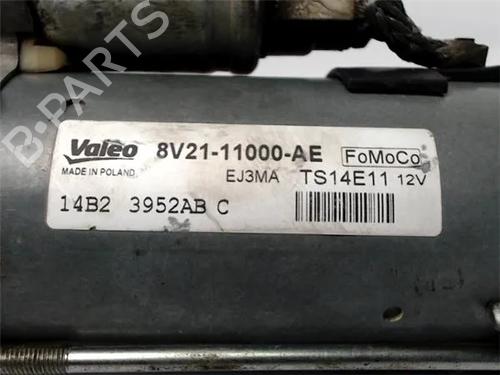 B-PARTS
Valeo 8V21-11000-AE FoMoCo
MADE IN POLAND EJ3MA TS14E11 12V
14B2 3952AB C